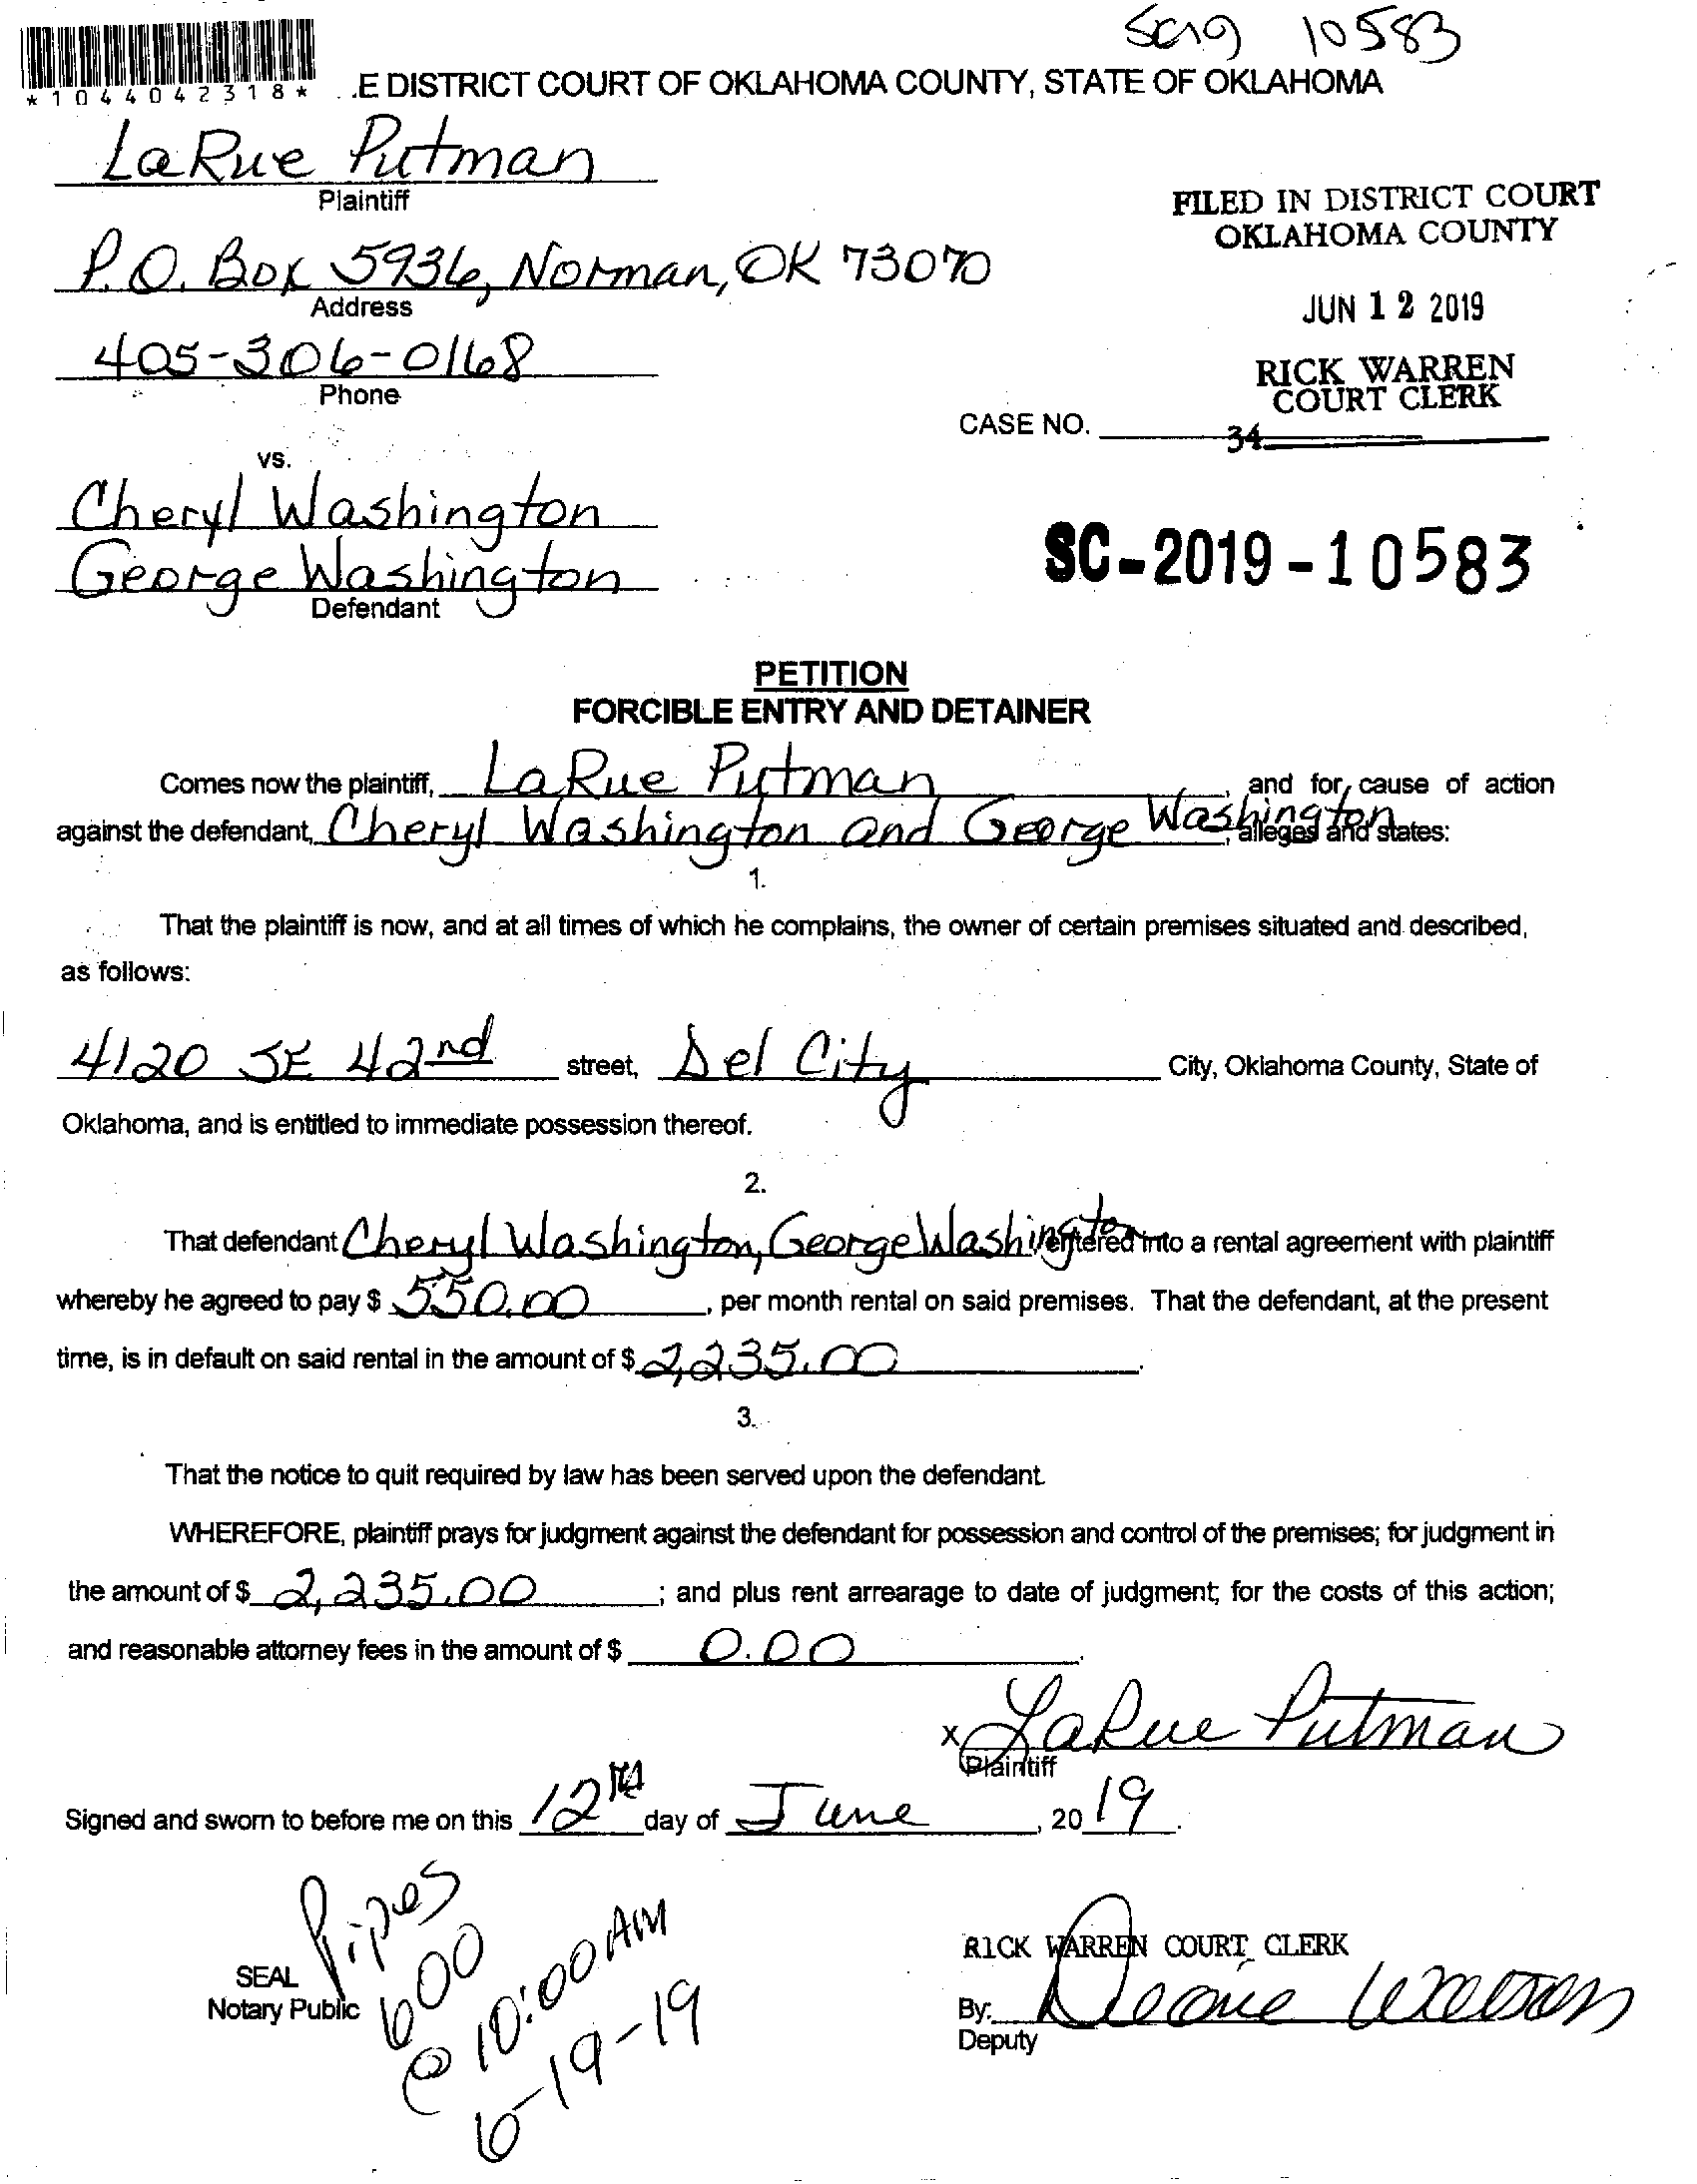 SC19 10583
*1044042318* .E DISTRICT COURT OF OKLAHOMA COUNTY, STATE OF OKLAHOMA
LaRue Putman
Plaintiff
FILED IN DISTRICT COURT
OKLAHOMA COUNTY
P.O. Box 5936, Norman, OK 73070
Address
JUN 12 2019
405-306-0168
Phone
RICK WARREN
COURT CLERK
CASE NO.
34
vs.
Cheryl Washington
George Washington
Defendant
SC-2019-10583
PETITION
FORCIBLE ENTRY AND DETAINER
Comes now the plaintiff, LaRue Putman, and for cause of action
against the defendant, Cheryl Washington and George Washington, alleges and states:
1.
That the plaintiff is now, and at all times of which he complains, the owner of certain premises situated and described,
as follows:
4120 SE 42nd street, Del City City, Oklahoma County, State of
Oklahoma, and is entitled to immediate possession thereof.
2.
That defendant Cheryl Washington, George Washington entered into a rental agreement with plaintiff
whereby he agreed to pay $ 550.00, per month rental on said premises. That the defendant, at the present
time, is in default on said rental in the amount of $ 2,235.00.
3.
That the notice to quit required by law has been served upon the defendant.
WHEREFORE, plaintiff prays for judgment against the defendant for possession and control of the premises; for judgment in
the amount of $ 2,235.00; and plus rent arrearage to date of judgment; for the costs of this action;
and reasonable attorney fees in the amount of $ 0.00.
x LaRue Putman
Plaintiff
Signed and sworn to before me on this 12TH day of June, 2019.
Pipes
600
@ 10:00 AM
6-19-19
SEAL
Notary Public
RICK WARREN COURT CLERK
By:
Deputy